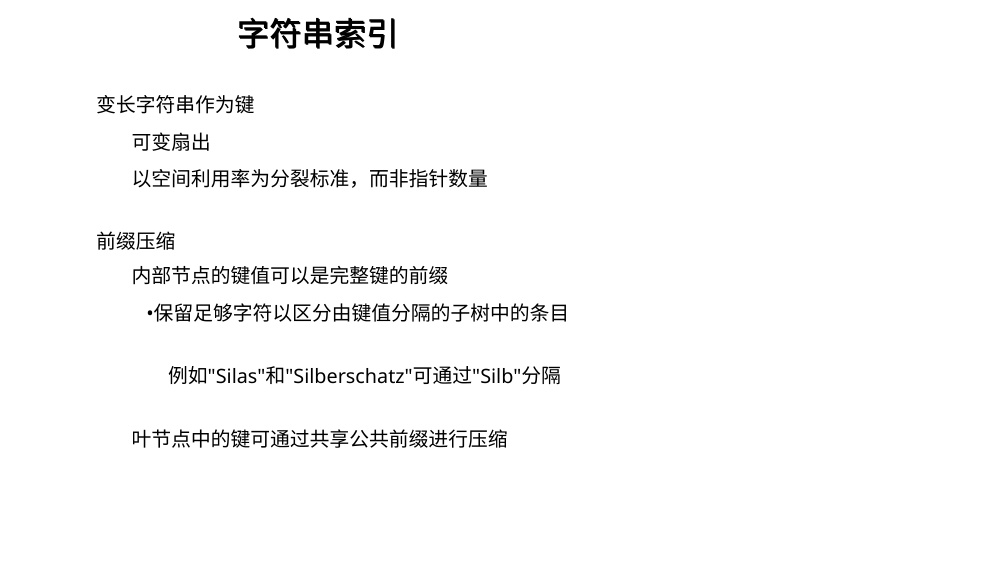 字符串索引
变长字符串作为键
可变扇出
以空间利用率为分裂标准，而非指针数量
前缀压缩
内部节点的键值可以是完整键的前缀
•保留足够字符以区分由键值分隔的子树中的条目
例如"Silas"和"Silberschatz"可通过"Silb"分隔
叶节点中的键可通过共享公共前缀进行压缩